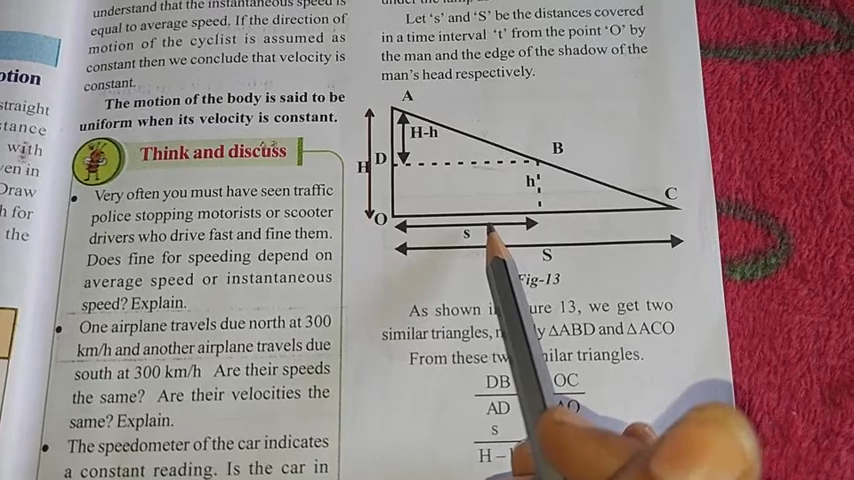 otion
straight
stance
with
ven in
Draw
h for
the
understand that the instantaneous speed is
equal to average speed. If the direction of
motion of the cyclist is assumed as
constant then we conclude that velocity is
constant.
The motion of the body is said to be
uniform when its velocity is constant.
Think and discuss
• Very often you must have seen traffic
police stopping motorists or scooter
drivers who drive fast and fine them.
Does fine for speeding depend on
average speed or instantaneous
speed? Explain.
• One airplane travels due north at 300
km/h and another airplane travels due
south at 300 km/h Are their speeds
the same? Are their velocities the
same? Explain.
• The speedometer of the car indicates
a constant reading. Is the car in
Let ‘s’ and ‘S’ be the distances covered
in a time interval ‘t’ from the point ‘O’ by
the man and the edge of the shadow of the
man’s head respectively.
A
H-h
B
H
D
h
C
O
s
S
Fig-13
As shown in ure 13, we get two
similar triangles, y ΔABD and ΔACO
From these tw ilar triangles.
DB OC
AD AO
s
H –